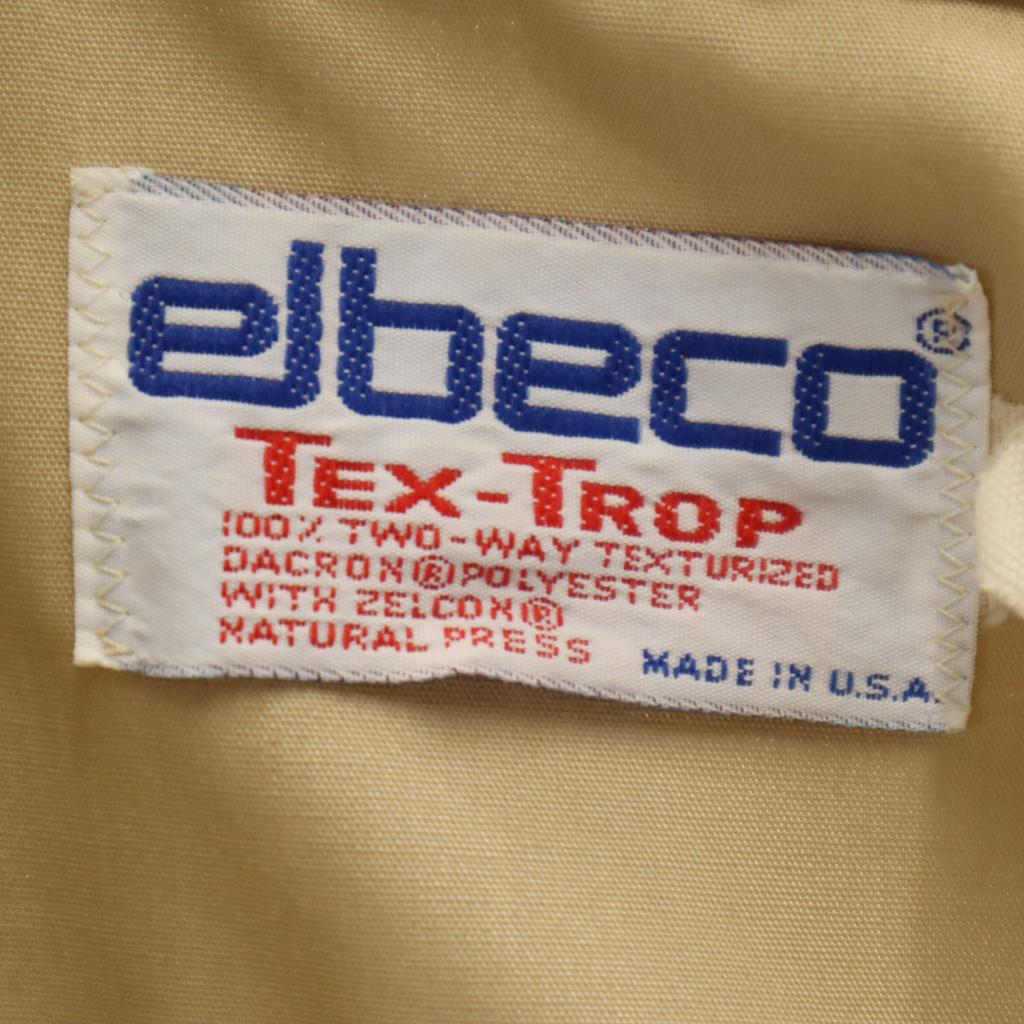 elbeco®
TEX-TROP
100% TWO-WAY TEXTURIZED
DACRON® POLYESTER
WITH ZELCON®
NATURAL PRESS
MADE IN U.S.A.